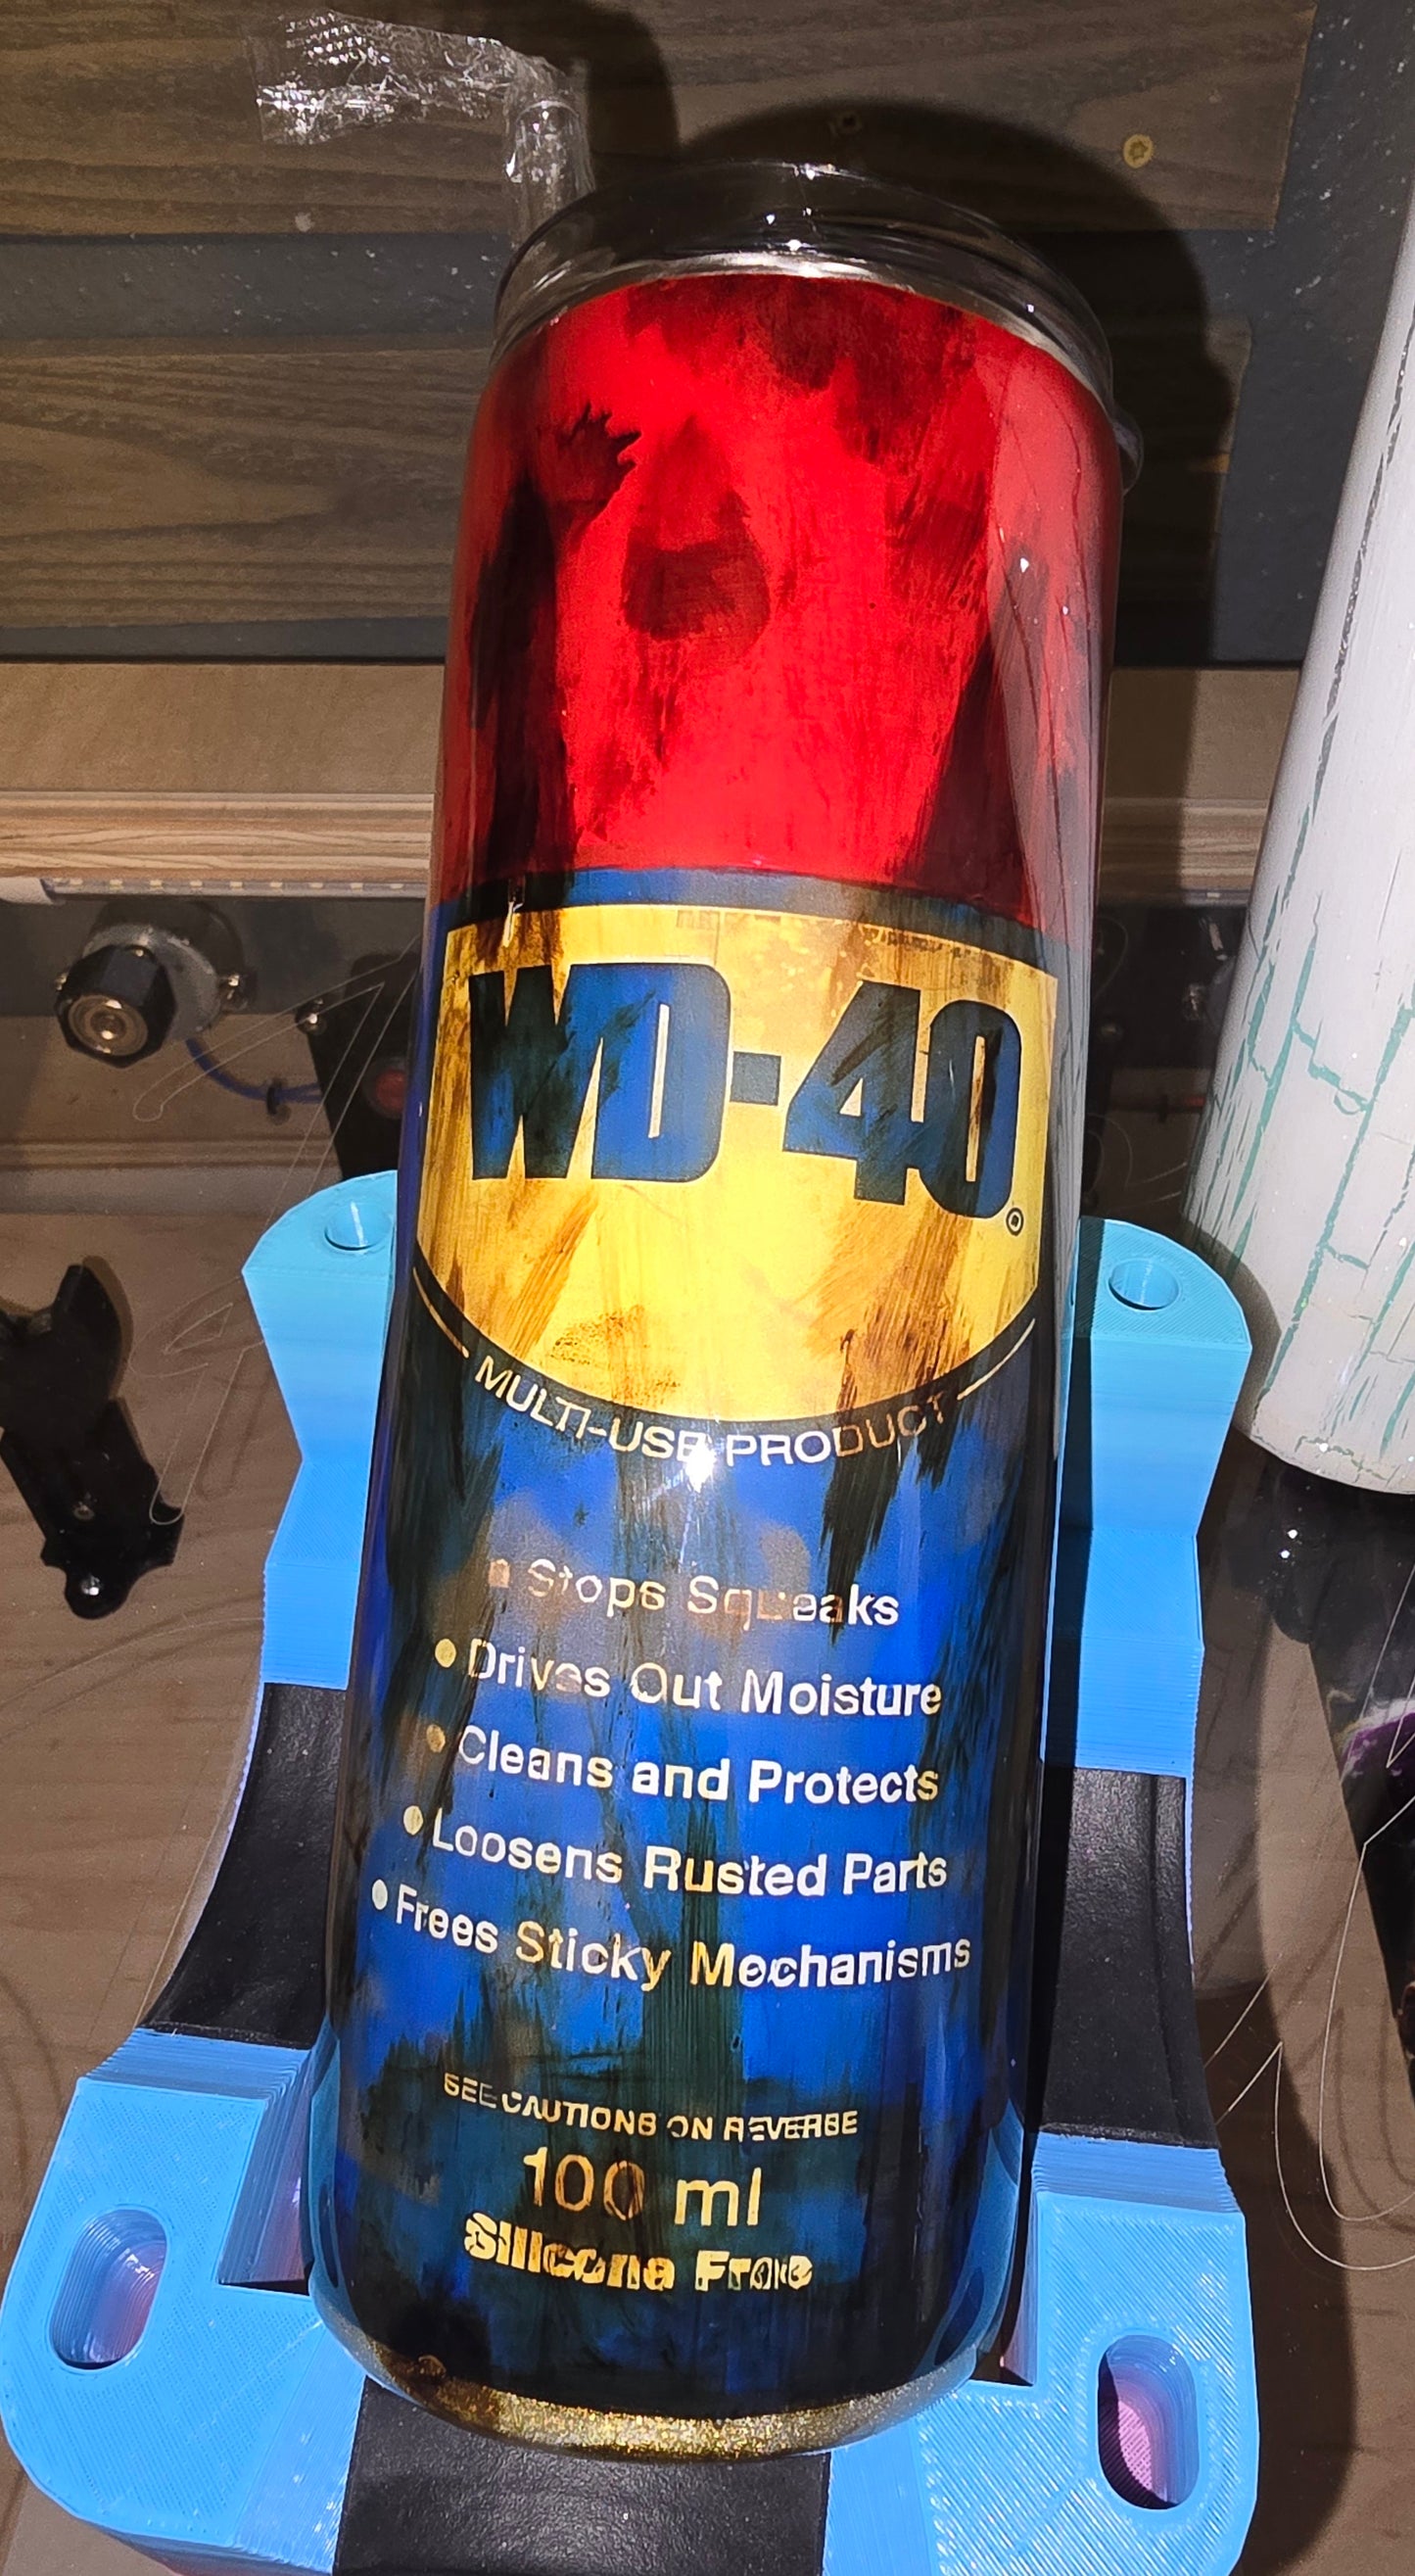 WD-40®
MULTI-USE PRODUCT
• Stops Squeaks
• Drives Out Moisture
• Cleans and Protects
• Loosens Rusted Parts
• Frees Sticky Mechanisms
SEE CAUTIONS ON REVERSE
100 ml
Silicone